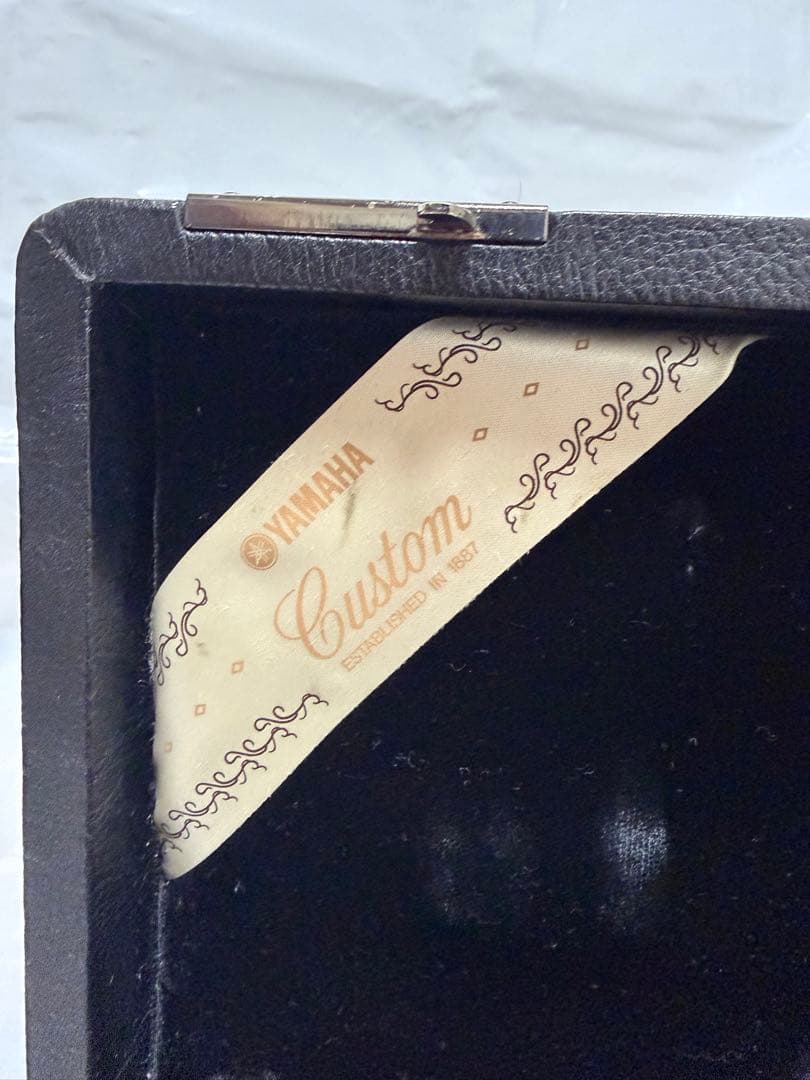 YAMAHA
Custom
ESTABLISHED IN 1887